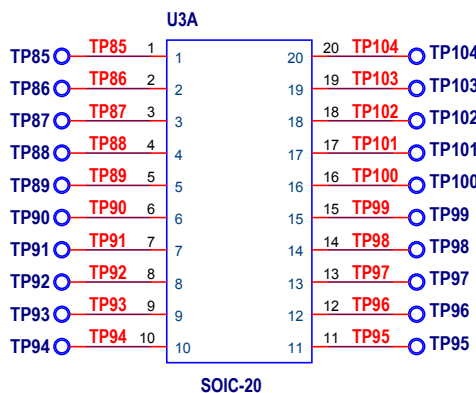 U3A
TP85 TP85 1 1 20 20 TP104 TP104
TP86 TP86 2 2 19 19 TP103 TP103
TP87 TP87 3 3 18 18 TP102 TP102
TP88 TP88 4 4 17 17 TP101 TP101
TP89 TP89 5 5 16 16 TP100 TP100
TP90 TP90 6 6 15 15 TP99 TP99
TP91 TP91 7 7 14 14 TP98 TP98
TP92 TP92 8 8 13 13 TP97 TP97
TP93 TP93 9 9 12 12 TP96 TP96
TP94 TP94 10 10 11 11 TP95 TP95
SOIC-20